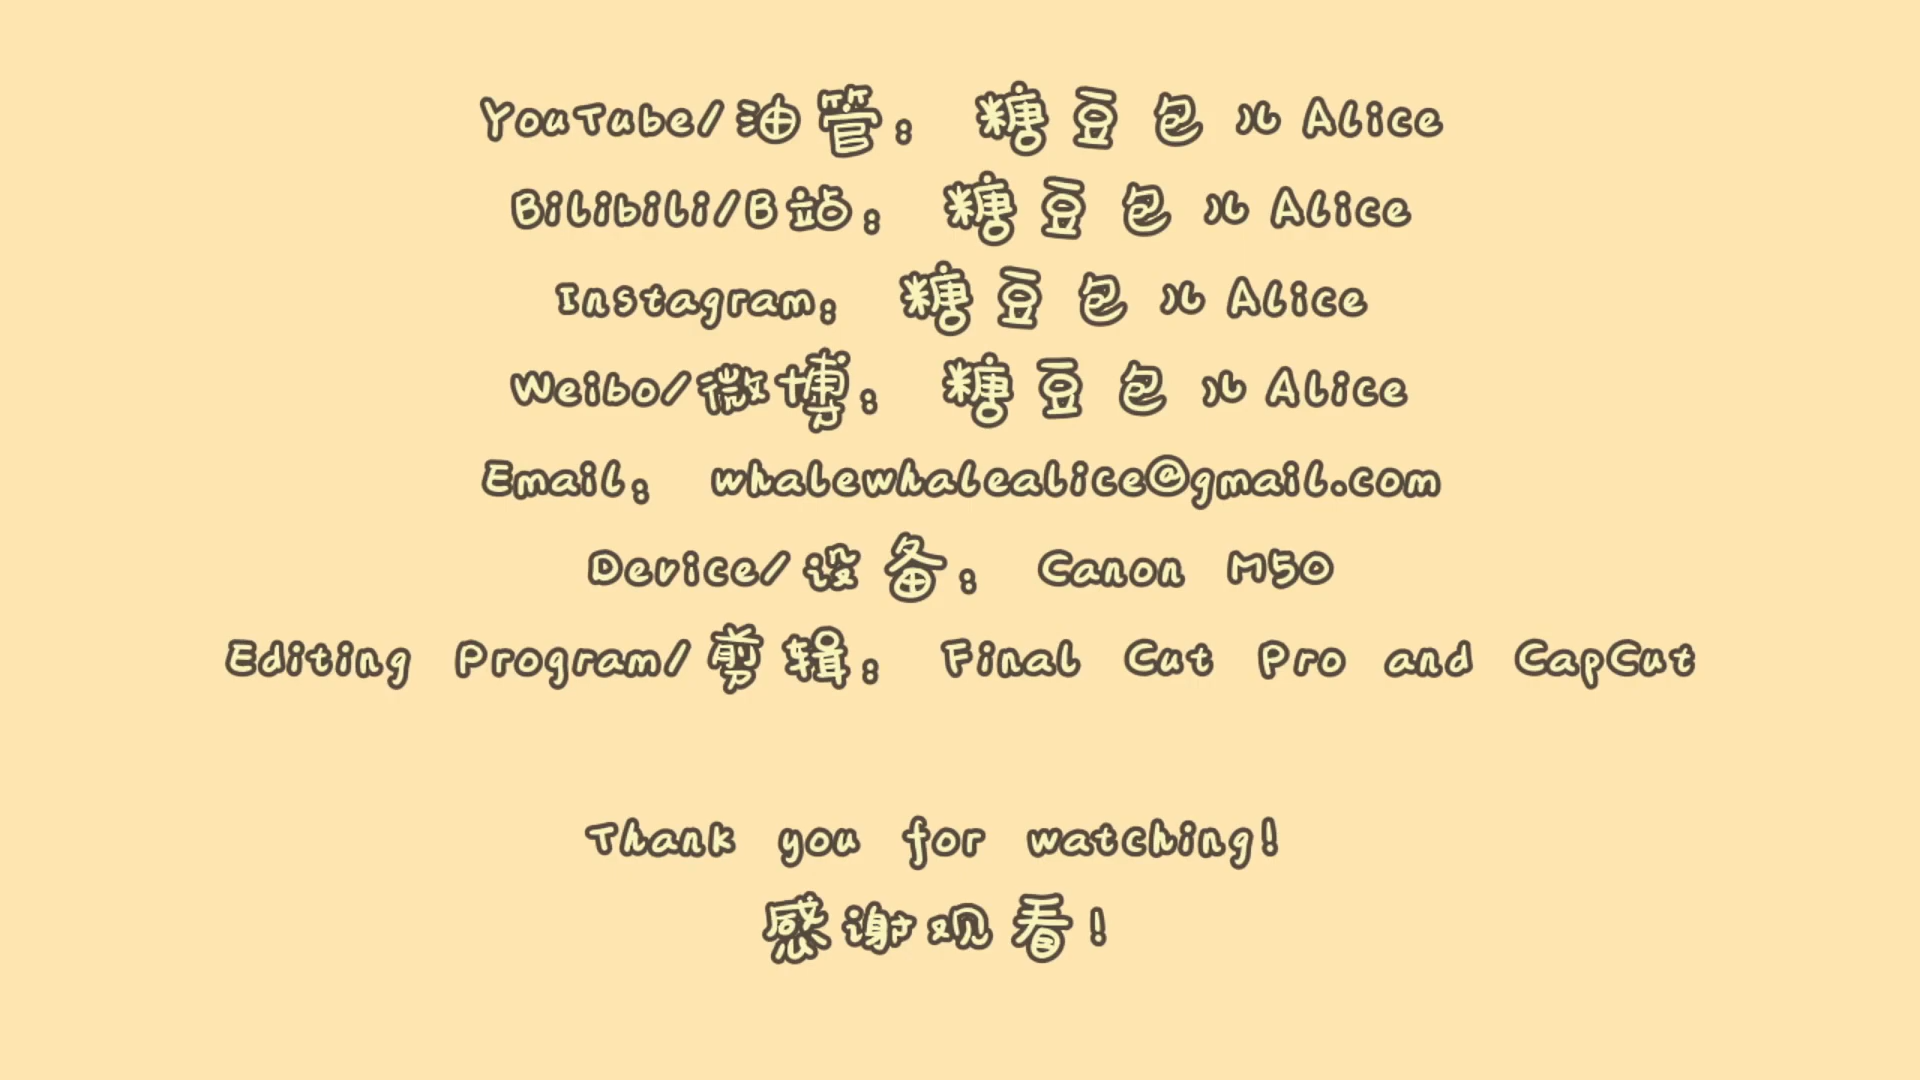 YouTube/油管： 糖豆包儿Alice
Bilibili/B站： 糖豆包儿Alice
Instagram： 糖豆包儿Alice
Weibo/微博： 糖豆包儿Alice
Email： whalewhalealice@gmail.com
Device/设备： Canon M50
Editing Program/剪辑： Final Cut Pro and CapCut
Thank you for watching!
感谢观看!